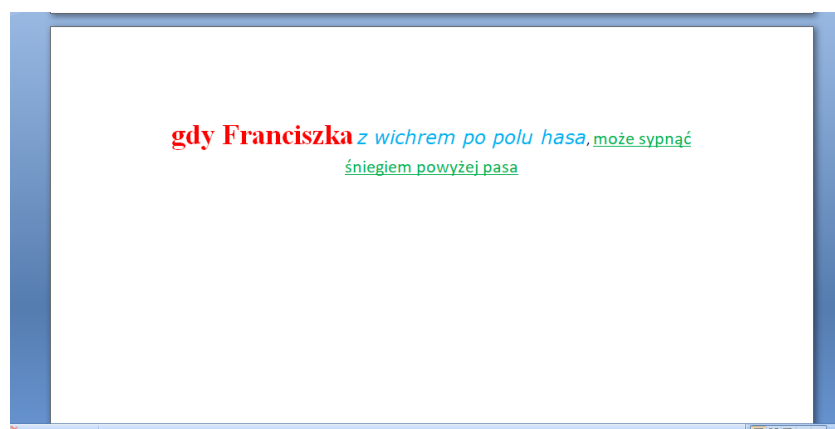 gdy Franciszka z wichrem po polu hasa, może sypnąć
śniegiem powyżej pasa